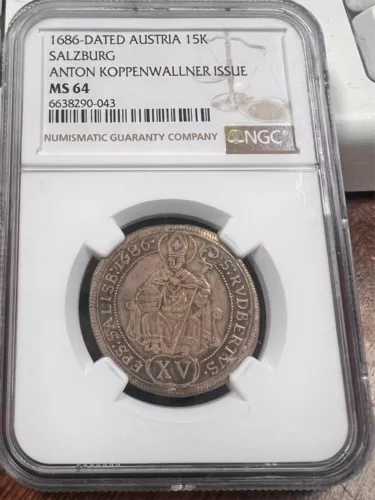 1686-DATED AUSTRIA 15K
SALZBURG
ANTON KOPPENWALLNER ISSUE
MS 64
6638290-043
NUMISMATIC GUARANTY COMPANY
NGC
EPS:SALISB:1686· S:RVDBERTVS·
XV